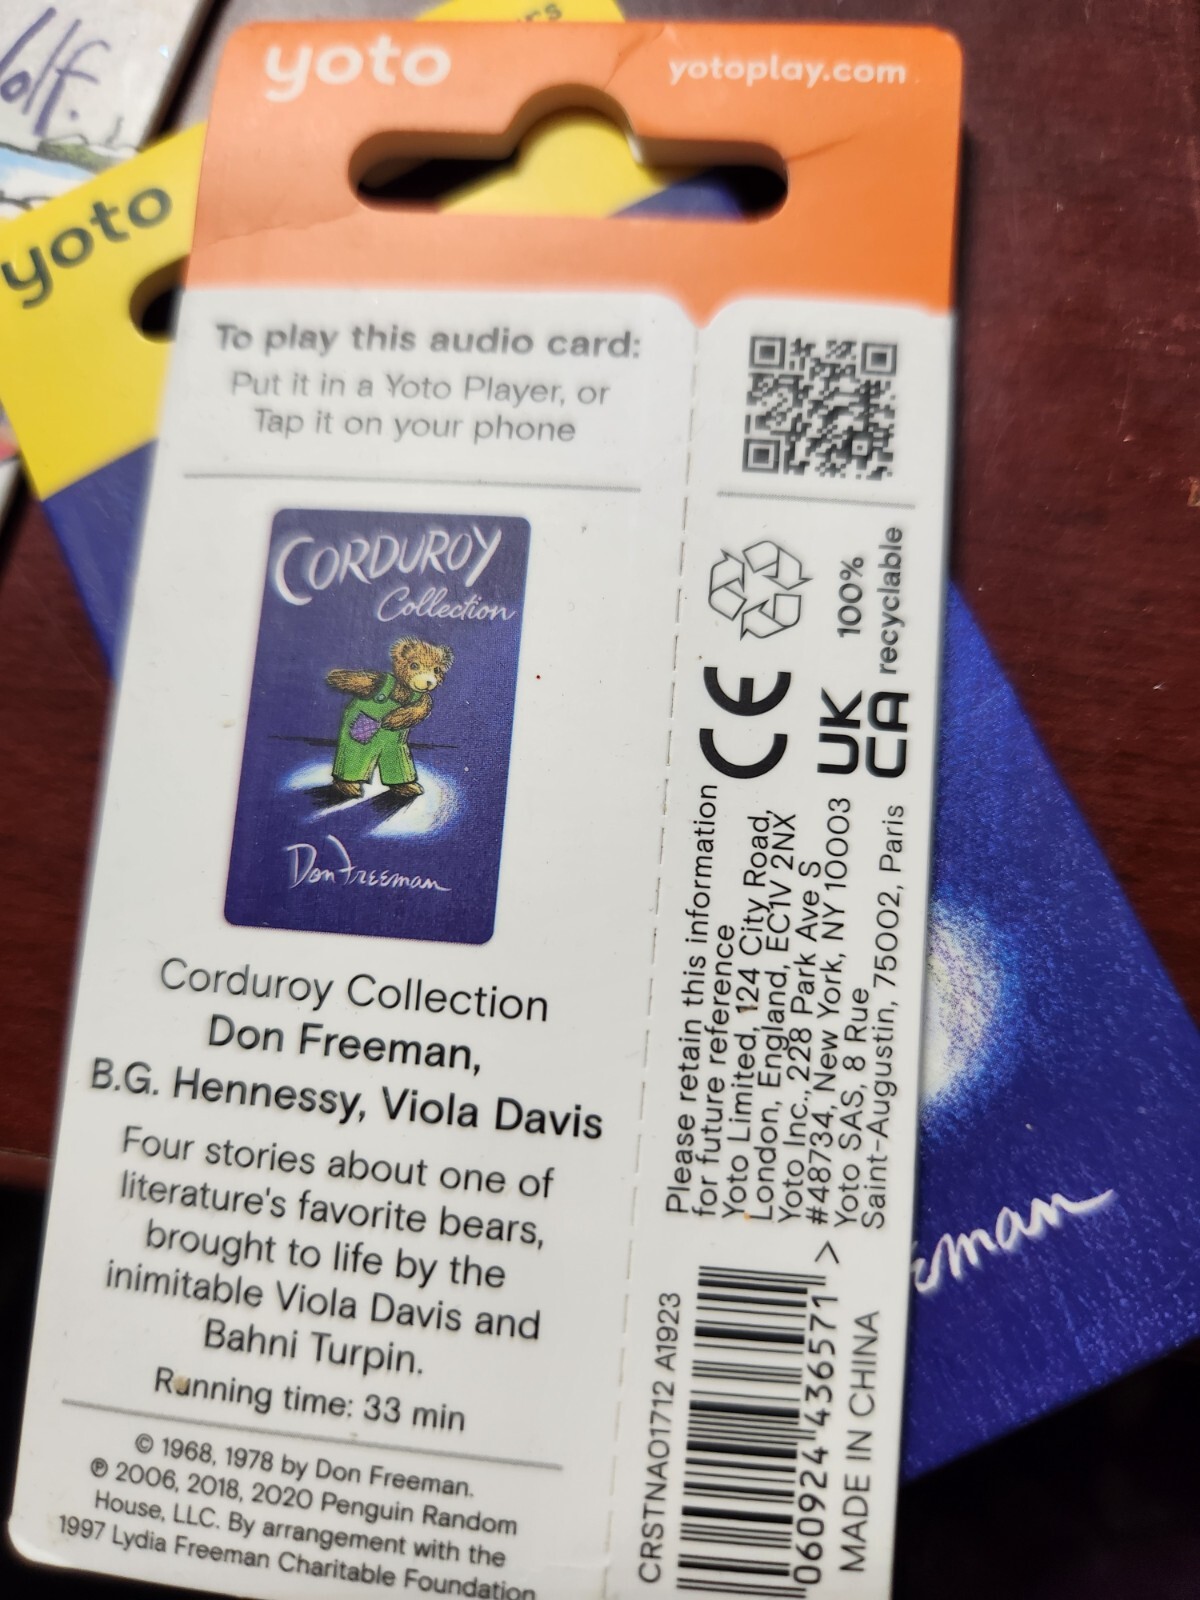 yoto
yotoplay.com
yoto
To play this audio card:
Put it in a Yoto Player, or
Tap it on your phone
CORDUROY
Collection
Don Freeman
Corduroy Collection
Don Freeman,
B.G. Hennessy, Viola Davis
Four stories about one of
literature's favorite bears,
brought to life by the
inimitable Viola Davis and
Bahni Turpin.
Running time: 33 min
© 1968, 1978 by Don Freeman.
℗ 2006, 2018, 2020 Penguin Random
House, LLC. By arrangement with the
1997 Lydia Freeman Charitable Foundation
100%
recyclable
CE
UK
CA
Please retain this information
for future reference
Yoto Limited, 124 City Road,
London, England, EC1V 2NX
Yoto Inc., 228 Park Ave S
#48734, New York, NY 10003
Yoto SAS, 8 Rue
Saint-Augustin, 75002, Paris
CRSTNA01712 A1923
0 60924 43657 1 >
MADE IN CHINA
eman